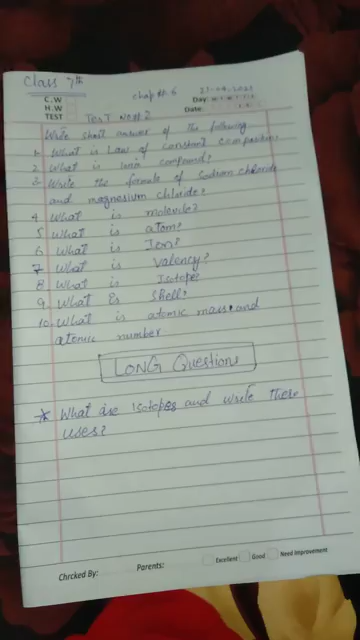 Class 7th
chap #.6
C.W
H.W
TEST
Day:
Date:
Test No#2
Write short answer of the following
1. What is Law of constant composition.
2. What is ionic compound?
3. Write the formula of Sodium chloride
and magnesium chloride?
4 What is molecule?
5 What is atom?
6 What is Ion?
7 What is Valency?
8 What is Isotope
9. What is Shell?
10. What is atomic mass and
atomic number
LONG Questions
* What are isotopes and write there
uses?
Chrcked By:
Parents:
Excellent
Good
Need Improvement